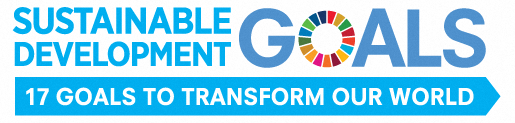 SUSTAINABLE
DEVELOPMENT GOALS
17 GOALS TO TRANSFORM OUR WORLD